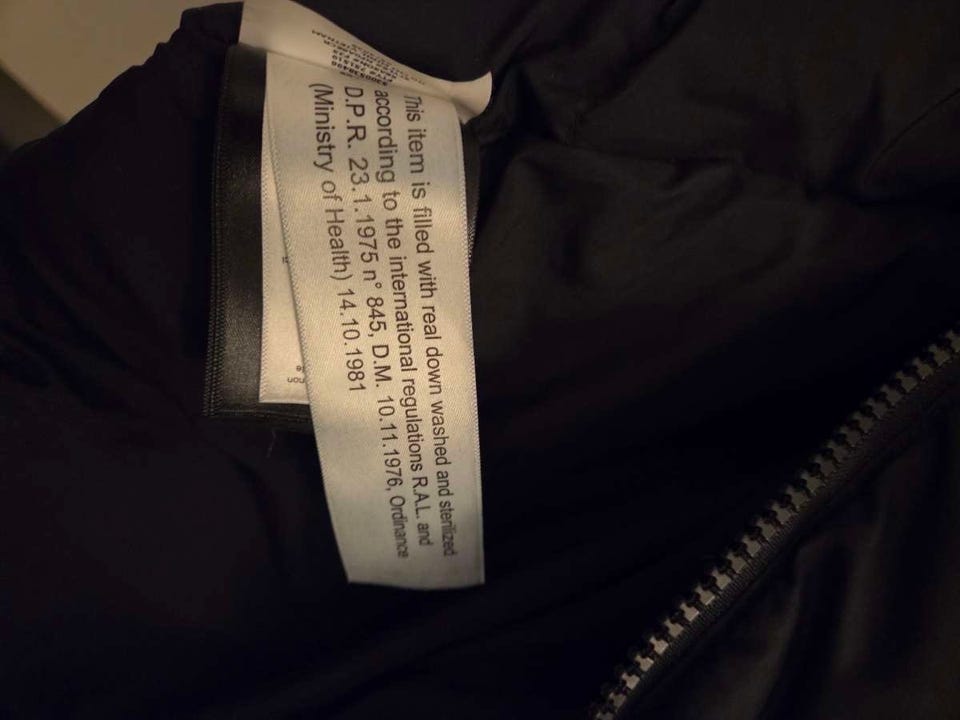 This item is filled with real down washed and sterilized
according to the international regulations R.A.L. and
D.P.R. 23.1.1975 n° 845, D.M. 10.11.1976, Ordinance
(Ministry of Health) 14.10.1981